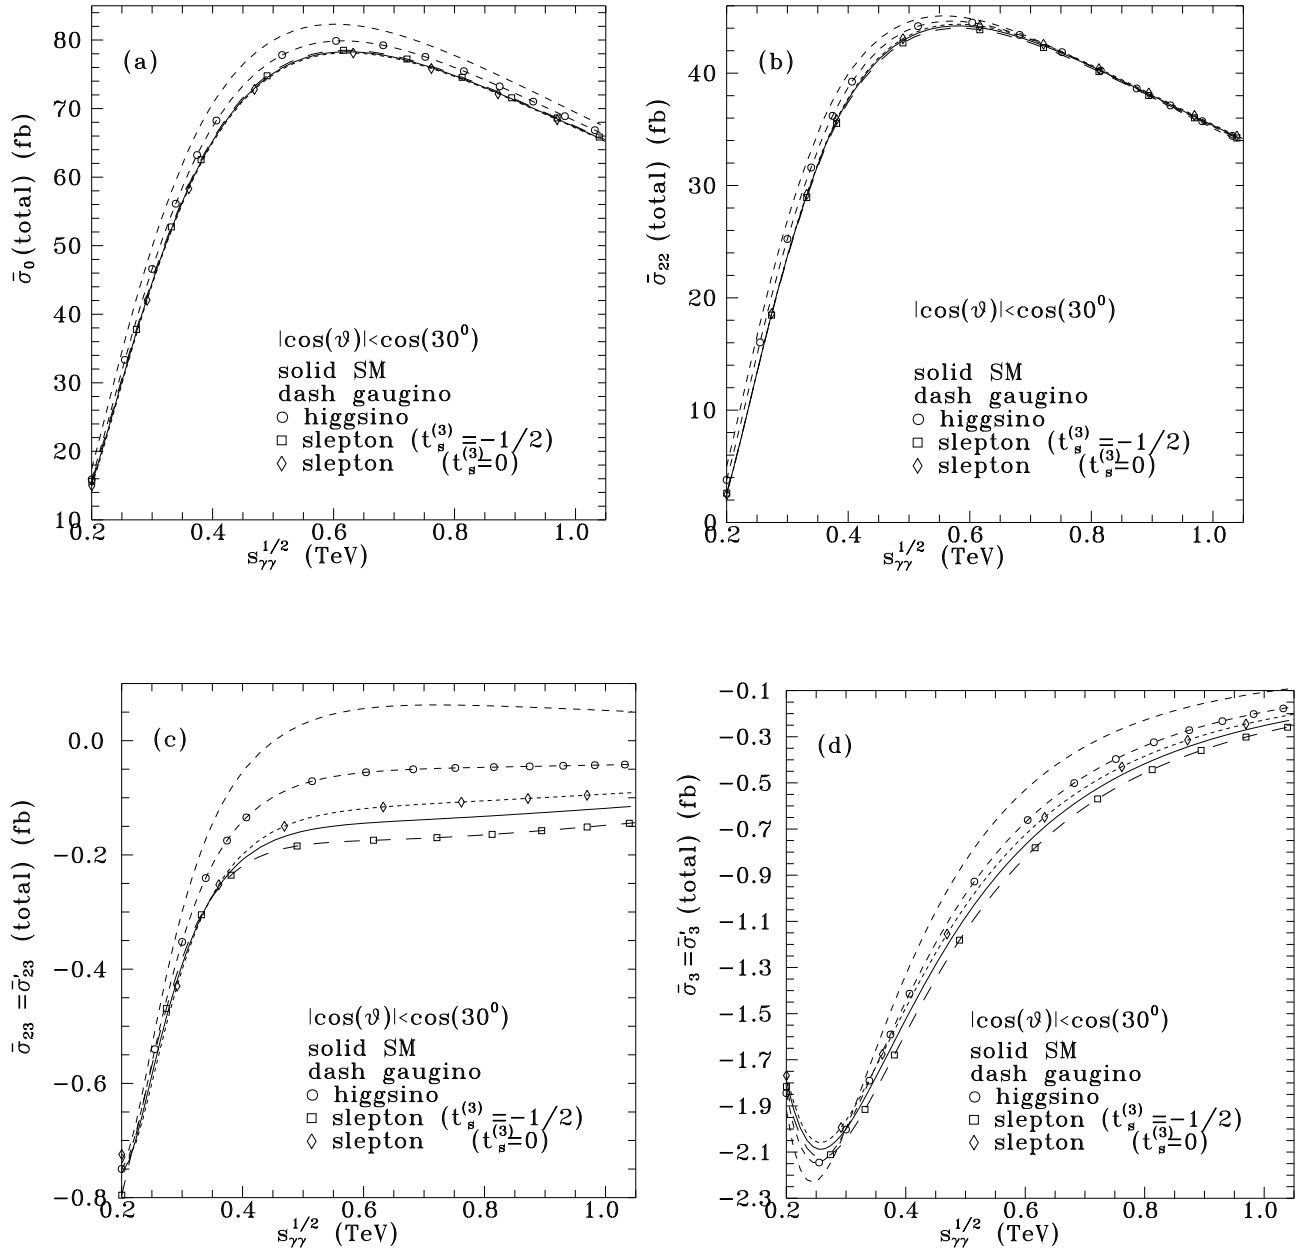 (a)
σ̄₀(total) (fb)
80
70
60
50
40
30
20
10
|cos(ϑ)|<cos(30⁰)
solid SM
dash gaugino
○ higgsino
□ slepton (tₛ⁽³⁾=−1/2)
◇ slepton (tₛ⁽³⁾=0)
0.2 0.4 0.6 0.8 1.0
s_γγ^1/2 (TeV)
(b)
σ̄₂₂ (total) (fb)
40
30
20
10
0
|cos(ϑ)|<cos(30⁰)
solid SM
dash gaugino
○ higgsino
□ slepton (tₛ⁽³⁾=−1/2)
◇ slepton (tₛ⁽³⁾=0)
0.2 0.4 0.6 0.8 1.0
s_γγ^1/2 (TeV)
(c)
σ̄₂₃ =σ̄'₂₃ (total) (fb)
0.0
−0.2
−0.4
−0.6
−0.8
|cos(ϑ)|<cos(30⁰)
solid SM
dash gaugino
○ higgsino
□ slepton (tₛ⁽³⁾=−1/2)
◇ slepton (tₛ⁽³⁾=0)
0.2 0.4 0.6 0.8 1.0
s_γγ^1/2 (TeV)
(d)
σ̄₃=σ̄'₃ (total) (fb)
−0.1
−0.3
−0.5
−0.7
−0.9
−1.1
−1.3
−1.5
−1.7
−1.9
−2.1
−2.3
|cos(ϑ)|<cos(30⁰)
solid SM
dash gaugino
○ higgsino
□ slepton (tₛ⁽³⁾=−1/2)
◇ slepton (tₛ⁽³⁾=0)
0.2 0.4 0.6 0.8 1.0
s_γγ^1/2 (TeV)